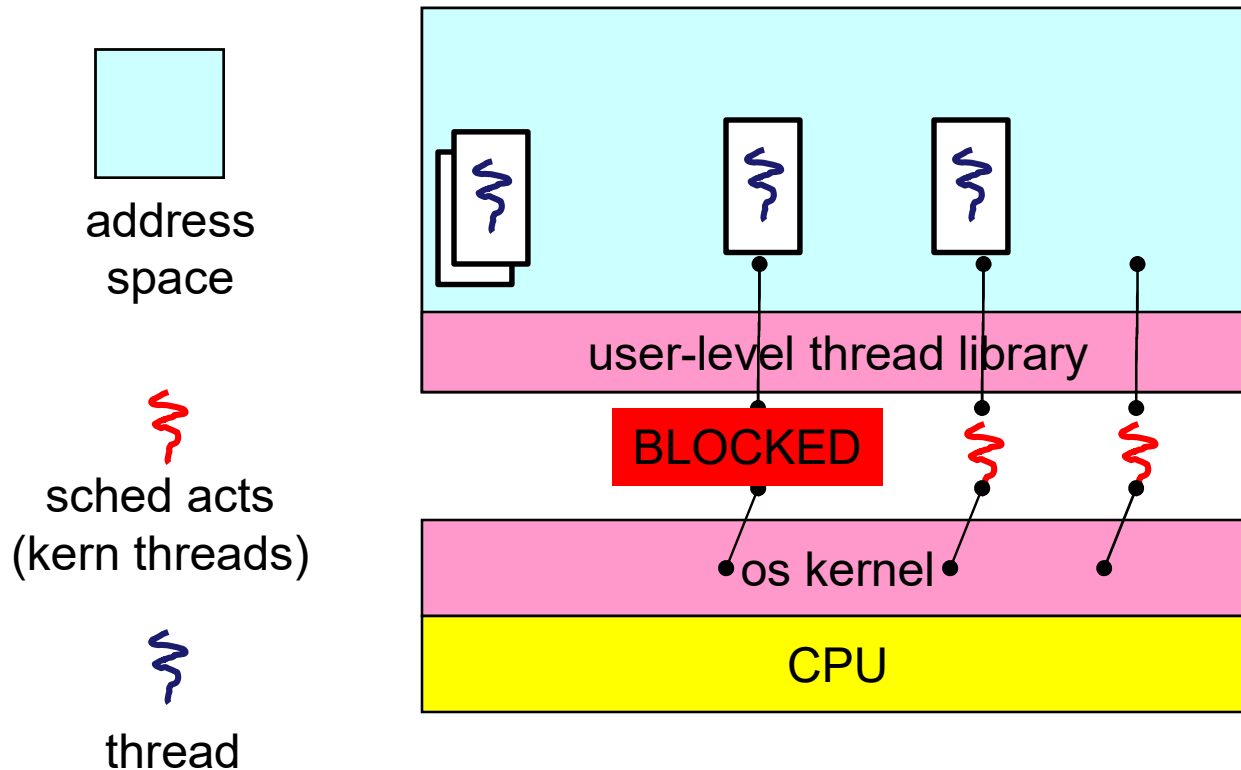 address
space
sched acts
(kern threads)
thread
user-level thread library
BLOCKED
os kernel
CPU